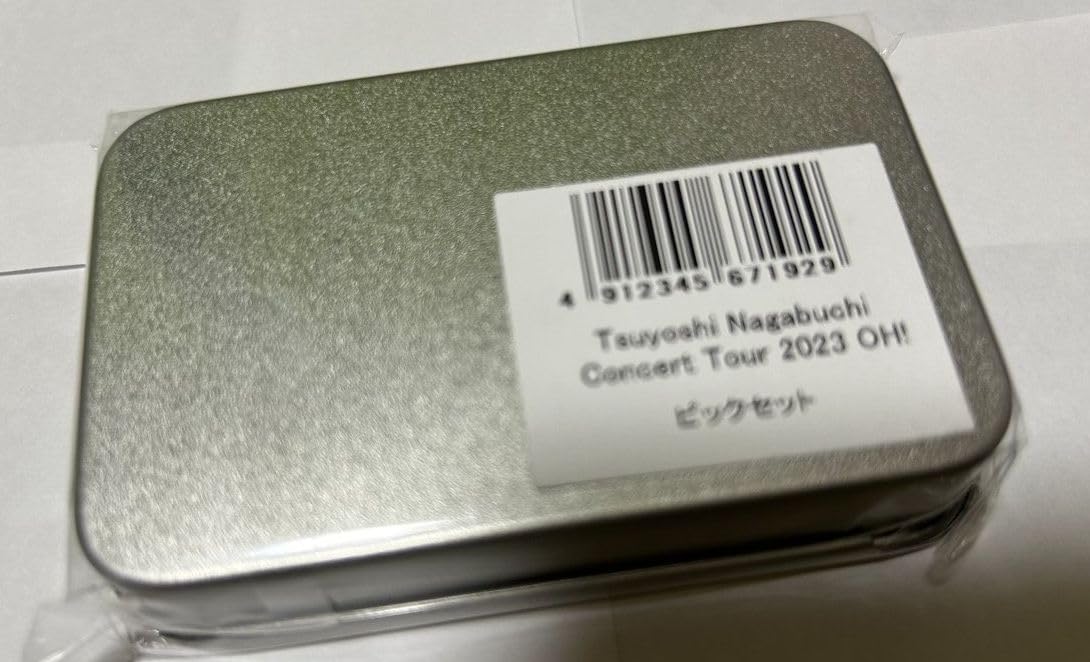 4 912345 671929
Tsuyoshi Nagabuchi
Concert Tour 2023 OH!
ピックセット